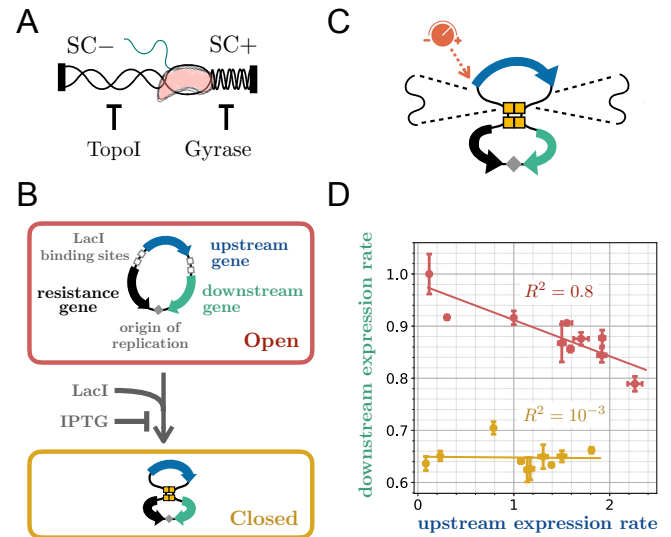 A
SC−
SC+
TopoI
Gyrase
B
LacI
binding sites
upstream
gene
resistance
gene
downstream
gene
origin of
replication
Open
LacI
IPTG
Closed
C
− +
D
downstream expression rate
1.0
0.9
0.8
0.7
0.6
R² = 0.8
R² = 10⁻³
0
1
2
upstream expression rate